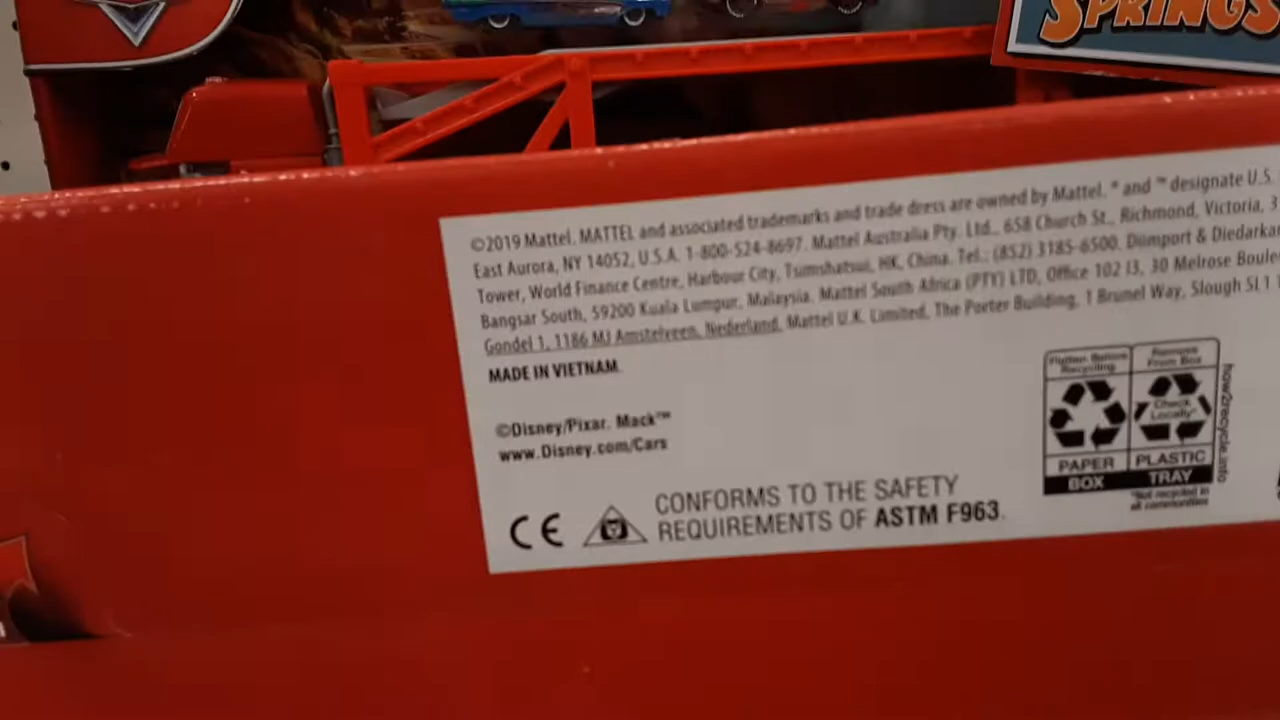 SPRINGS
©2019 Mattel. MATTEL and associated trademarks and trade dress are owned by Mattel. ® and ™ designate U.S.
East Aurora, NY 14052, U.S.A. 1-800-524-8697. Mattel Australia Pty. Ltd., 658 Church St., Richmond, Victoria, 3
Tower, World Finance Centre, Harbour City, Tsimshatsui, HK, China. Tel.: (852) 3185-6500. Diimport & Diedarkan
Bangsar South, 59200 Kuala Lumpur, Malaysia. Mattel South Africa (PTY) LTD, Office 102 I3, 30 Melrose Boule
Gondel 1, 1186 MJ Amstelveen, Nederland. Mattel U.K. Limited, The Porter Building, 1 Brunel Way, Slough SL1
MADE IN VIETNAM.
©Disney/Pixar. Mack™
www.Disney.com/Cars
CE
CONFORMS TO THE SAFETY
REQUIREMENTS OF ASTM F963.
Flatten Before
Recycling
PAPER
BOX
Remove
From Box
Check
Locally*
PLASTIC
TRAY
*Not recycled in
all communities
how2recycle.info